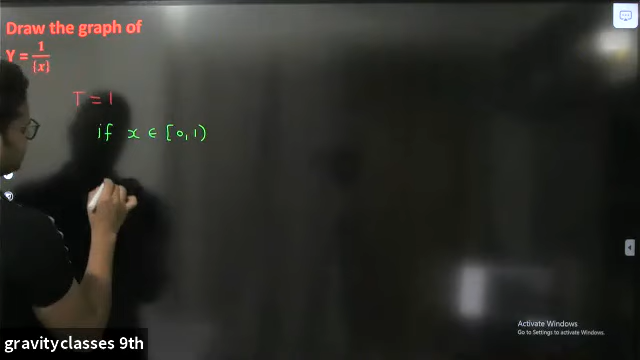 Draw the graph of
Y = 1/{x}
T = 1
if x ∈ [0,1)
Activate Windows
Go to Settings to activate Windows.
gravityclasses 9th